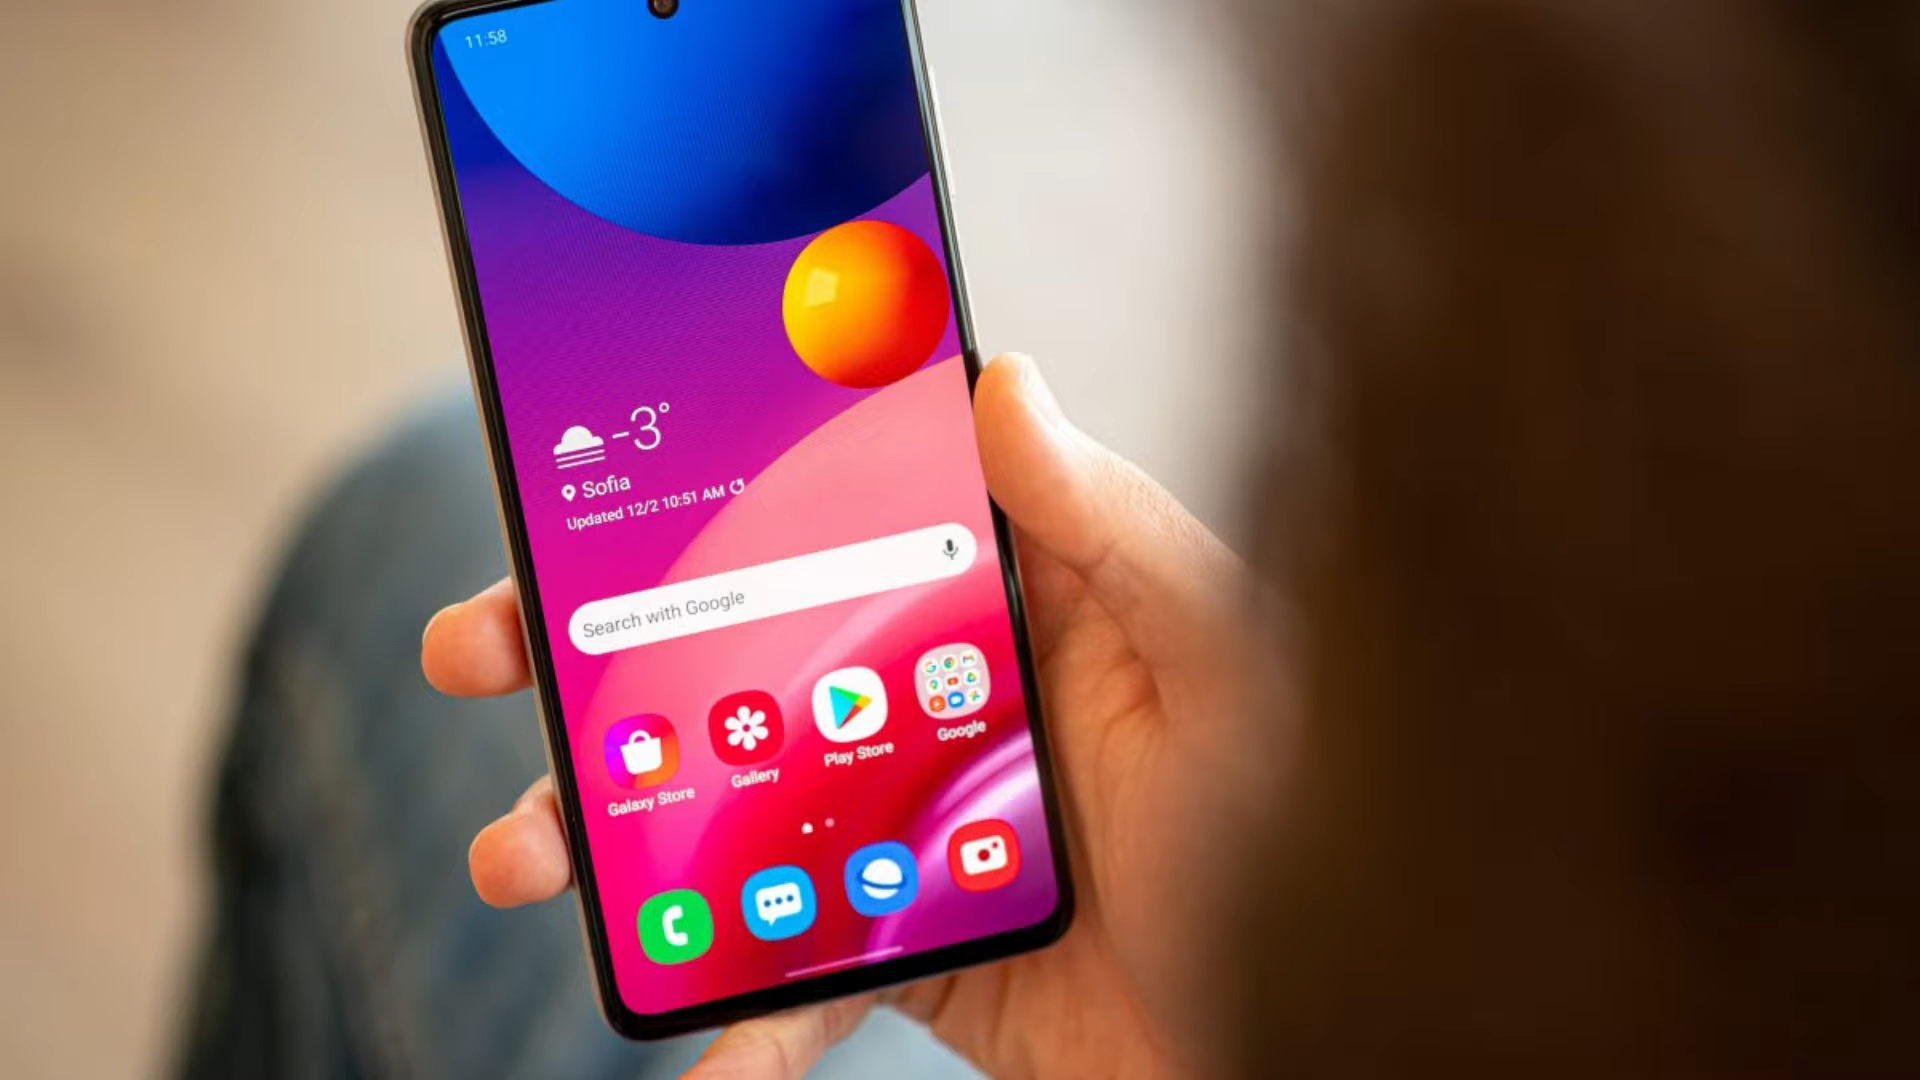 11:58
-3°
Sofia
Updated 12/2 10:51 AM
Search with Google
Galaxy Store
Gallery
Play Store
Google